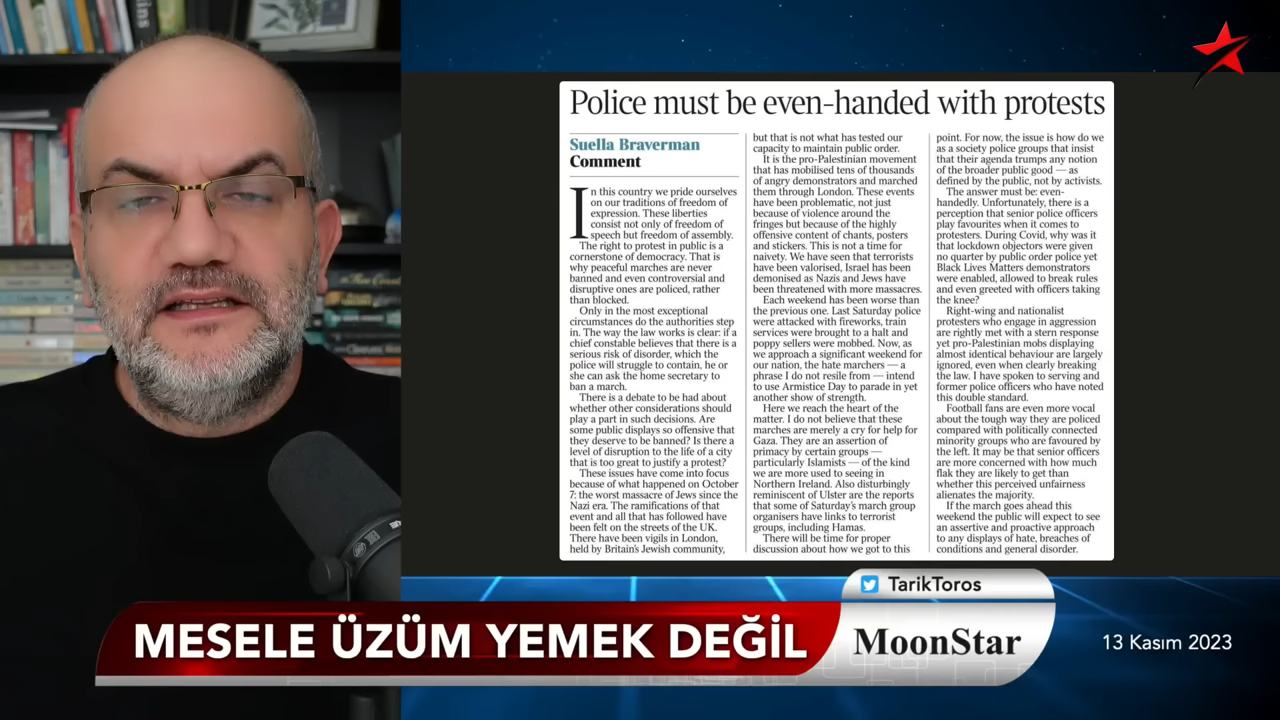 Police must be even-handed with protests
Suella Braverman
Comment
In this country we pride ourselves
on our traditions of freedom of
expression. These liberties
consist not only of freedom of
speech but freedom of assembly.
The right to protest in public is a
cornerstone of democracy. That is
why peaceful marches are never
banned and even controversial and
disruptive ones are policed, rather
than blocked.
Only in the most exceptional
circumstances do the authorities step
in. The way the law works is clear: if a
chief constable believes that there is a
serious risk of disorder, which the
police will struggle to contain, he or
she can ask the home secretary to
ban a march.
There is a debate to be had about
whether other considerations should
play a part in such decisions. Are
some public displays so offensive that
they deserve to be banned? Is there a
level of disruption to the life of a city
that is too great to justify a protest?
These issues have come into focus
because of what happened on October
7: the worst massacre of Jews since the
Nazi era. The ramifications of that
event and all that has followed have
been felt on the streets of the UK.
There have been vigils in London,
held by Britain's Jewish community,
but that is not what has tested our
capacity to maintain public order.
It is the pro-Palestinian movement
that has mobilised tens of thousands
of angry demonstrators and marched
them through London. These events
have been problematic, not just
because of violence around the
fringes but because of the highly
offensive content of chants, posters
and stickers. This is not a time for
naivety. We have seen that terrorists
have been valorised, Israel has been
demonised as Nazis and Jews have
been threatened with more massacres.
Each weekend has been worse than
the previous one. Last Saturday police
were attacked with fireworks, train
services were brought to a halt and
poppy sellers were mobbed. Now, as
we approach a significant weekend for
our nation, the hate marchers — a
phrase I do not resile from — intend
to use Armistice Day to parade in yet
another show of strength.
Here we reach the heart of the
matter. I do not believe that these
marches are merely a cry for help for
Gaza. They are an assertion of
primacy by certain groups —
particularly Islamists — of the kind
we are more used to seeing in
Northern Ireland. Also disturbingly
reminiscent of Ulster are the reports
that some of Saturday's march group
organisers have links to terrorist
groups, including Hamas.
There will be time for proper
discussion about how we got to this
point. For now, the issue is how do we
as a society police groups that insist
that their agenda trumps any notion
of the broader public good — as
defined by the public, not by activists.
The answer must be: even-
handedly. Unfortunately, there is a
perception that senior police officers
play favourites when it comes to
protesters. During Covid, why was it
that lockdown objectors were given
no quarter by public order police yet
Black Lives Matters demonstrators
were enabled, allowed to break rules
and even greeted with officers taking
the knee?
Right-wing and nationalist
protesters who engage in aggression
are rightly met with a stern response
yet pro-Palestinian mobs displaying
almost identical behaviour are largely
ignored, even when clearly breaking
the law. I have spoken to serving and
former police officers who have noted
this double standard.
Football fans are even more vocal
about the tough way they are policed
compared with politically connected
minority groups who are favoured by
the left. It may be that senior officers
are more concerned with how much
flak they are likely to get than
whether this perceived unfairness
alienates the majority.
If the march goes ahead this
weekend the public will expect to see
an assertive and proactive approach
to any displays of hate, breaches of
conditions and general disorder.
TarikToros
MESELE ÜZÜM YEMEK DEĞİL
MoonStar
13 Kasım 2023